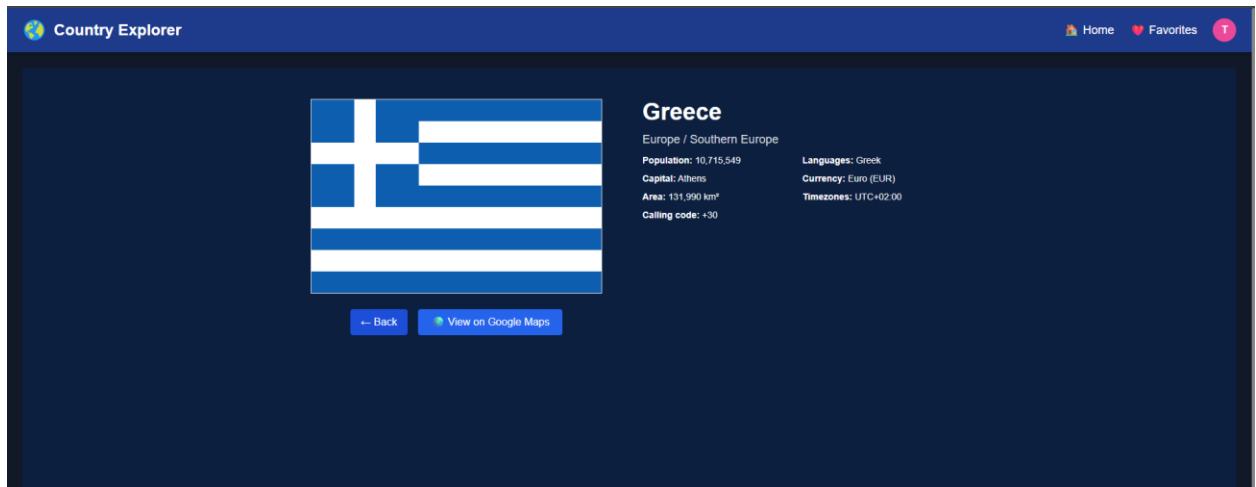 Country Explorer
Home
Favorites
T
Greece
Europe / Southern Europe
Population: 10,715,549
Languages: Greek
Capital: Athens
Currency: Euro (EUR)
Area: 131,990 km²
Timezones: UTC+02:00
Calling code: +30
← Back
View on Google Maps